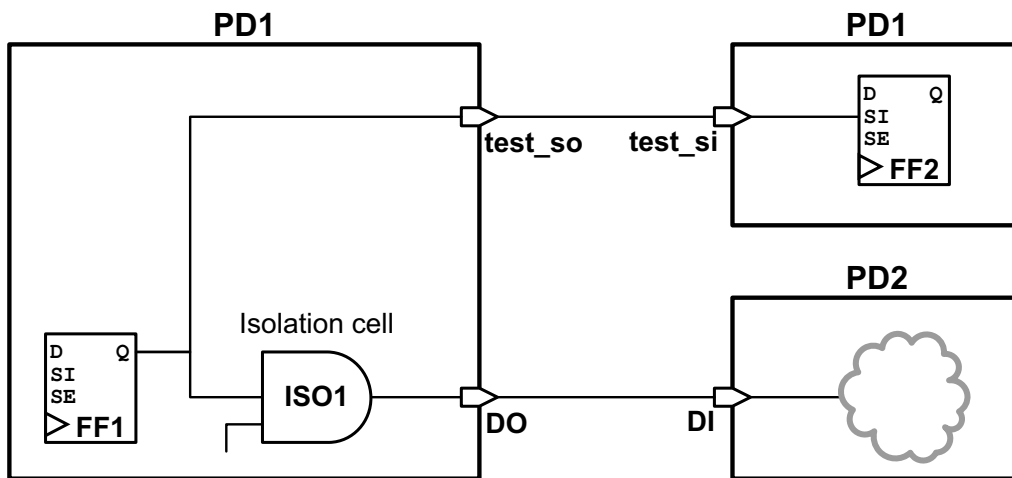 PD1
PD1
D Q
SI
SE
FF2
test_so
test_si
PD2
Isolation cell
D Q
SI
SE
FF1
ISO1
DO
DI